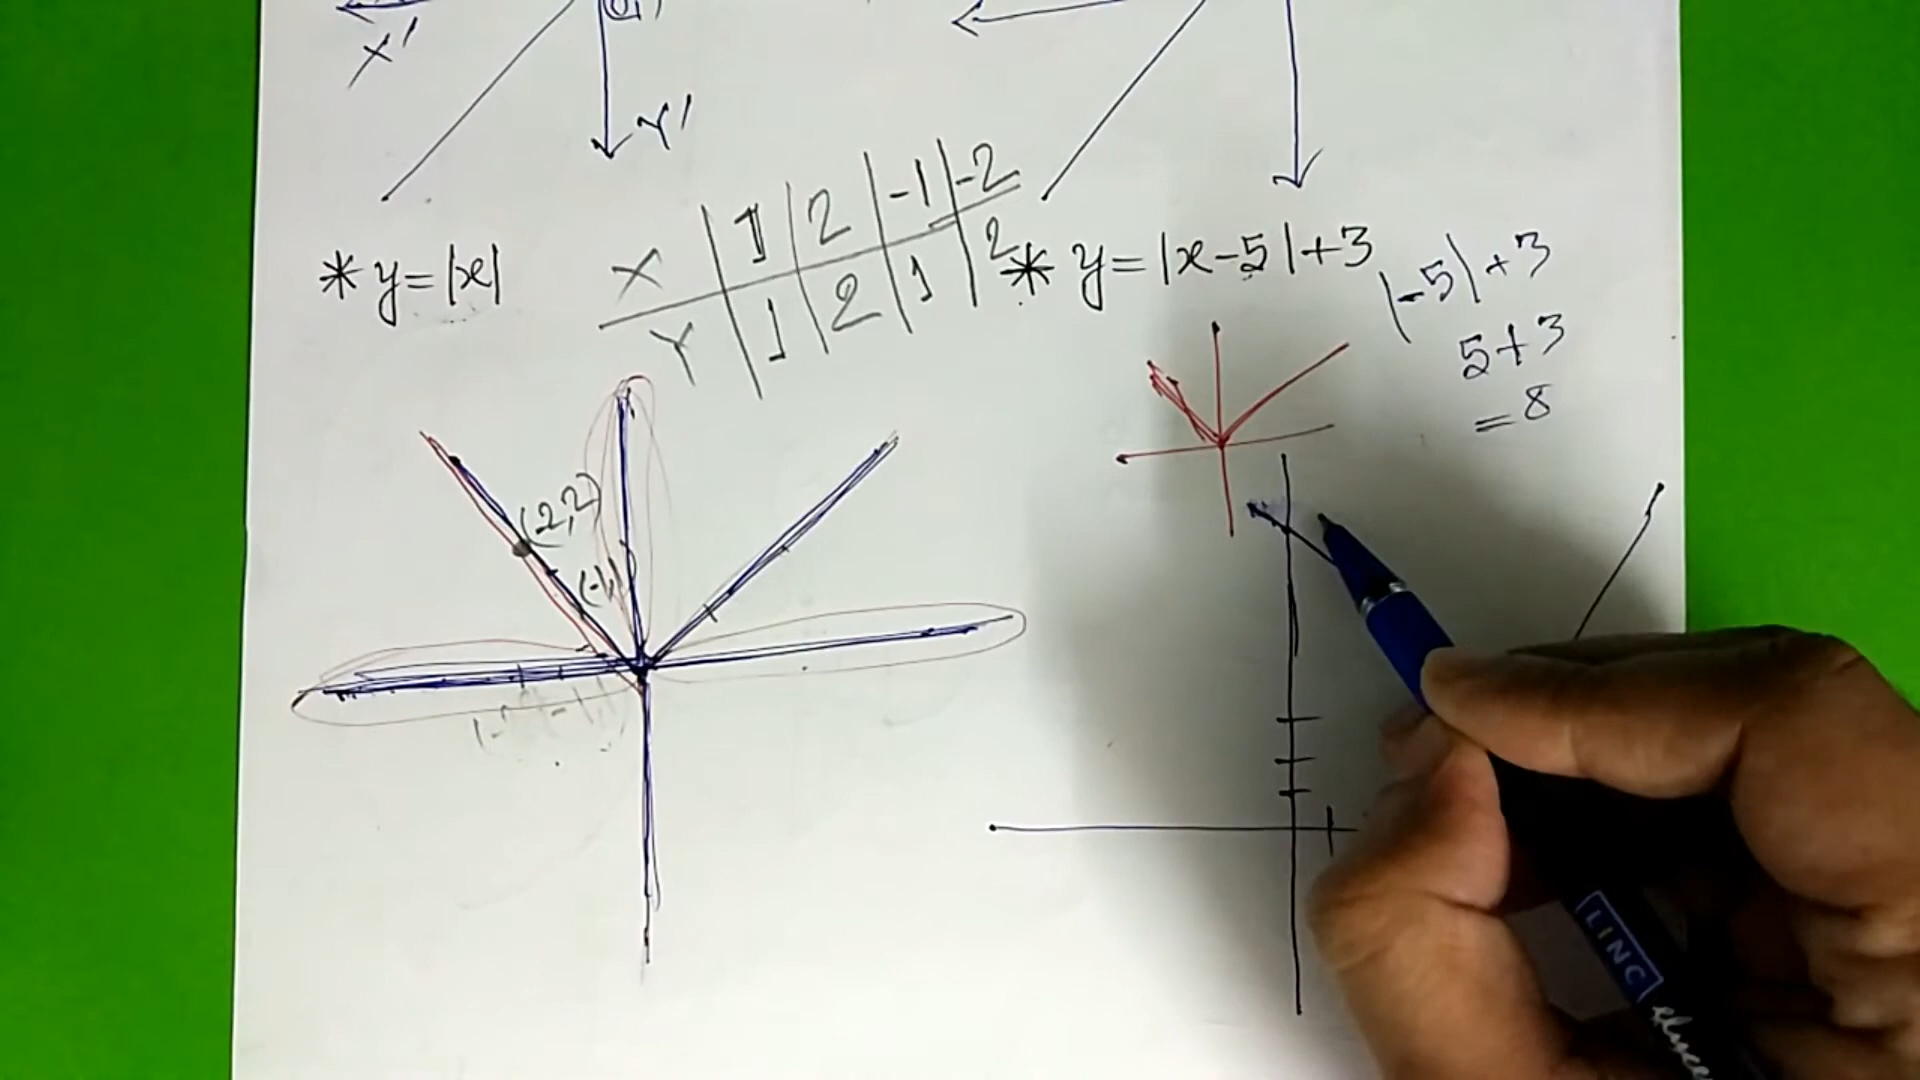 X'
Y'
* y=|x|
X | 1 | 2 | -1 | -2
Y | 1 | 2 | 1 | 2
* y=|x-5|+3
|-5|+3
5+3
=8
(-2,2)
LINC